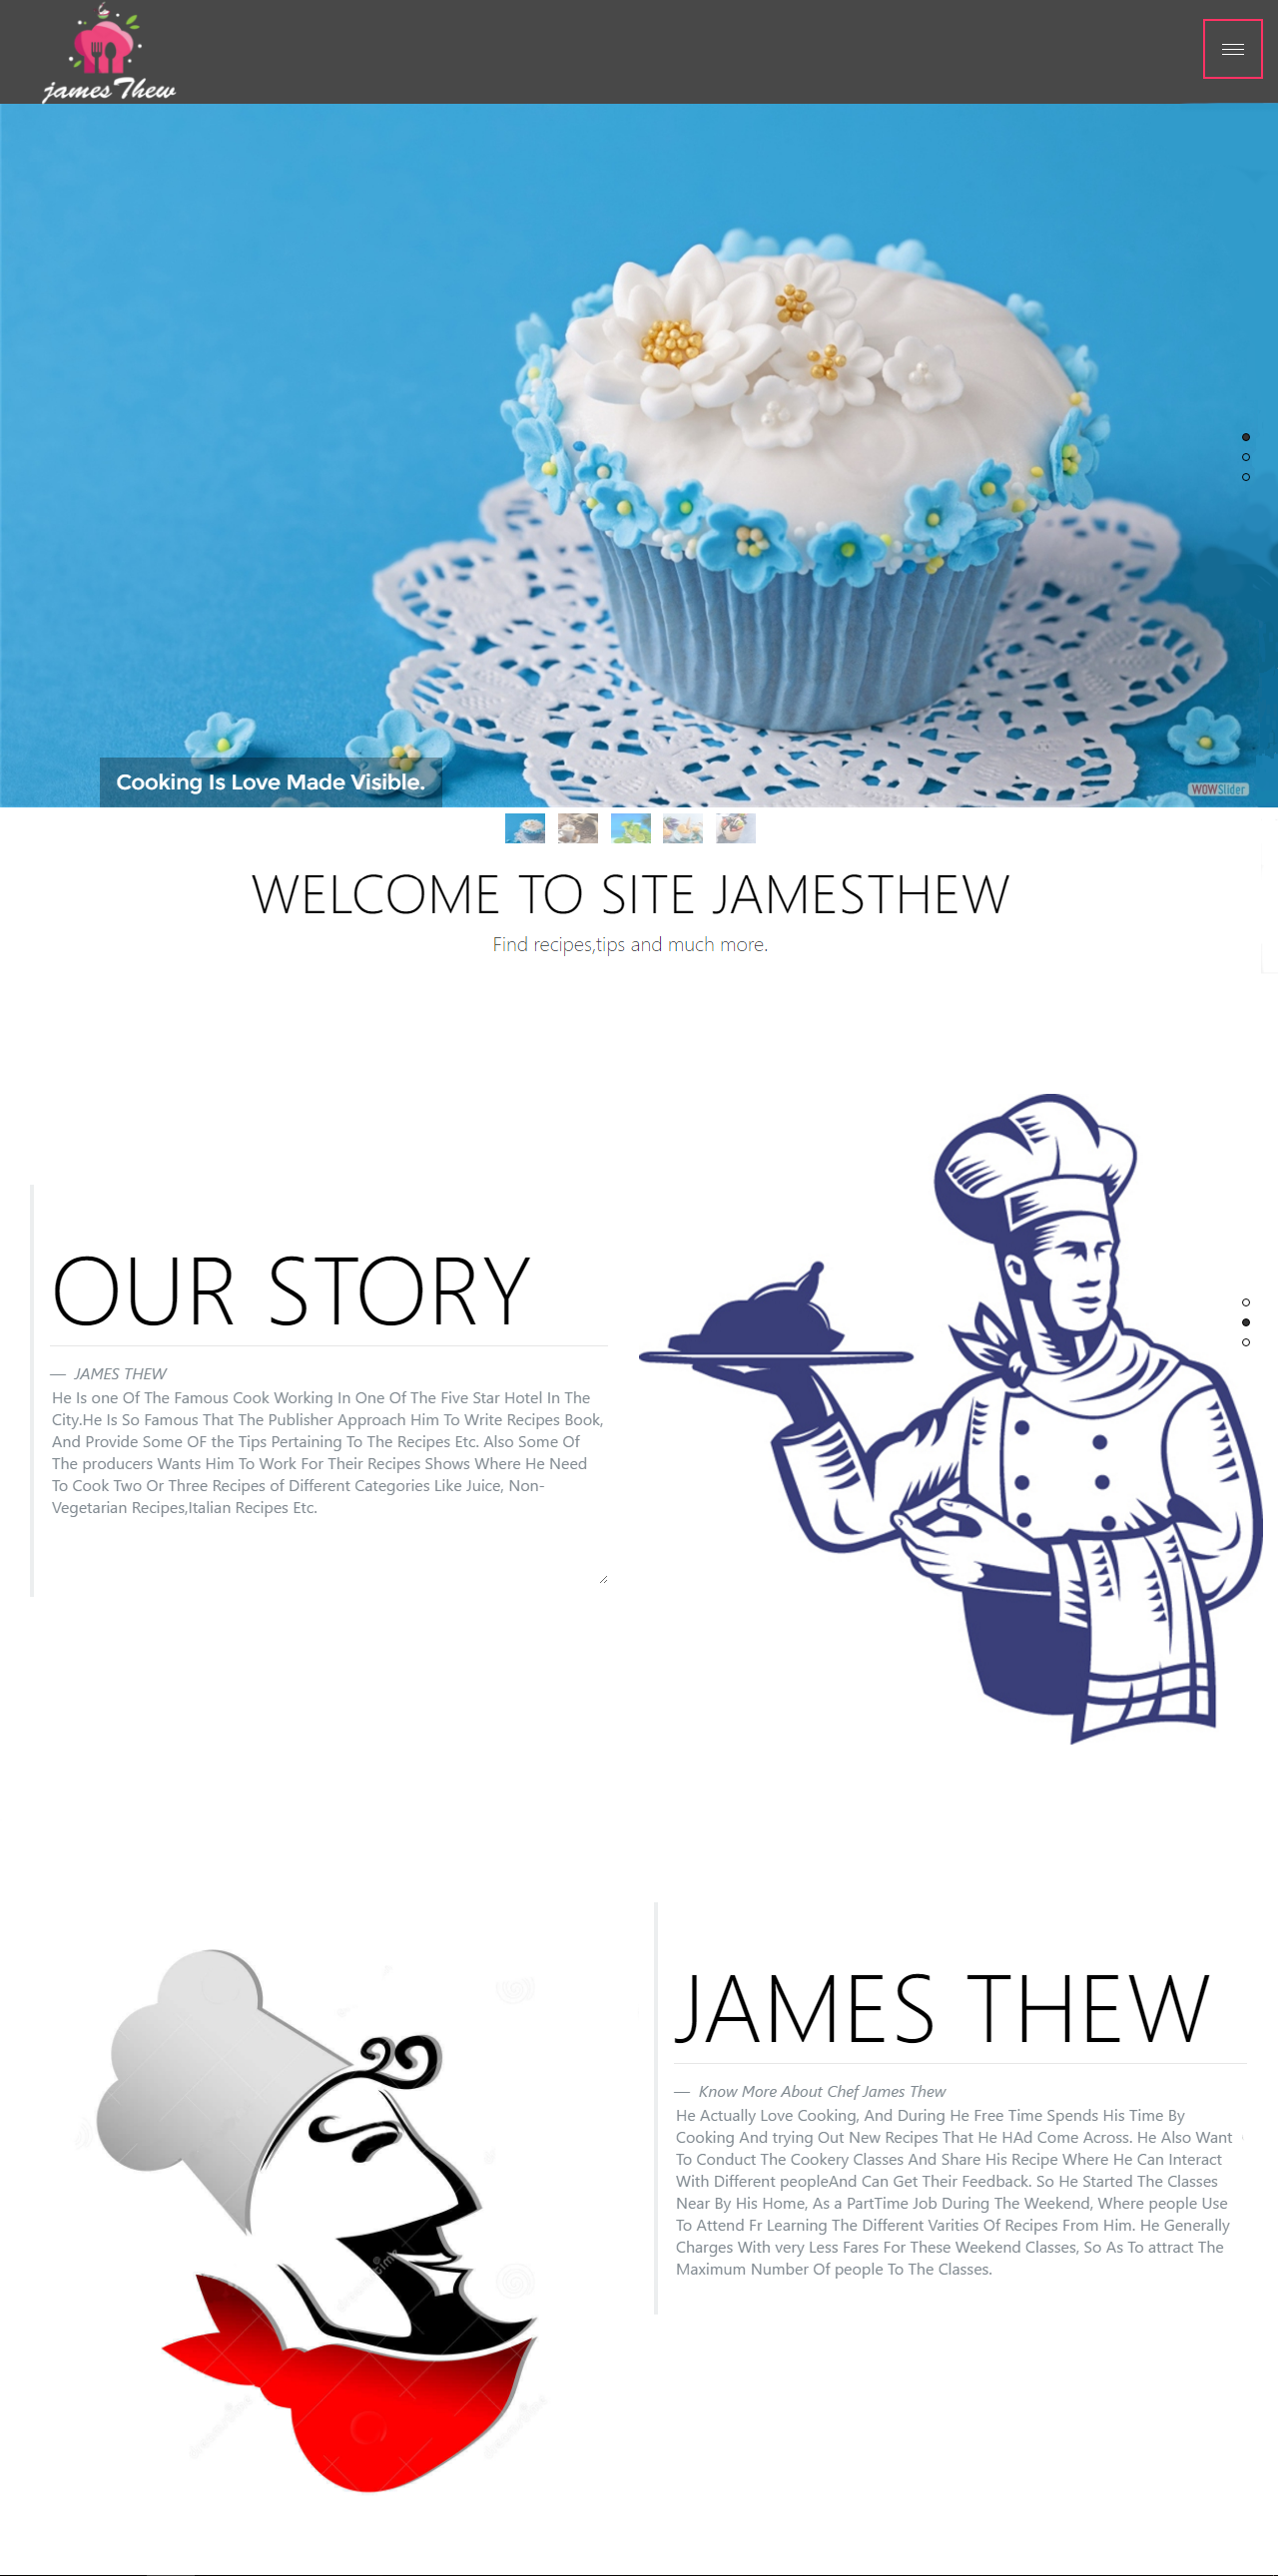 james Thew
Cooking Is Love Made Visible.
WOWSlider
WELCOME TO SITE JAMESTHEW
Find recipes,tips and much more.
OUR STORY
— JAMES THEW
He Is one Of The Famous Cook Working In One Of The Five Star Hotel In The
City.He Is So Famous That The Publisher Approach Him To Write Recipes Book,
And Provide Some OF the Tips Pertaining To The Recipes Etc. Also Some Of
The producers Wants Him To Work For Their Recipes Shows Where He Need
To Cook Two Or Three Recipes of Different Categories Like Juice, Non-
Vegetarian Recipes,Italian Recipes Etc.
JAMES THEW
— Know More About Chef James Thew
He Actually Love Cooking, And During He Free Time Spends His Time By
Cooking And trying Out New Recipes That He HAd Come Across. He Also Want
To Conduct The Cookery Classes And Share His Recipe Where He Can Interact
With Different peopleAnd Can Get Their Feedback. So He Started The Classes
Near By His Home, As a PartTime Job During The Weekend, Where people Use
To Attend Fr Learning The Different Varities Of Recipes From Him. He Generally
Charges With very Less Fares For These Weekend Classes, So As To attract The
Maximum Number Of people To The Classes.